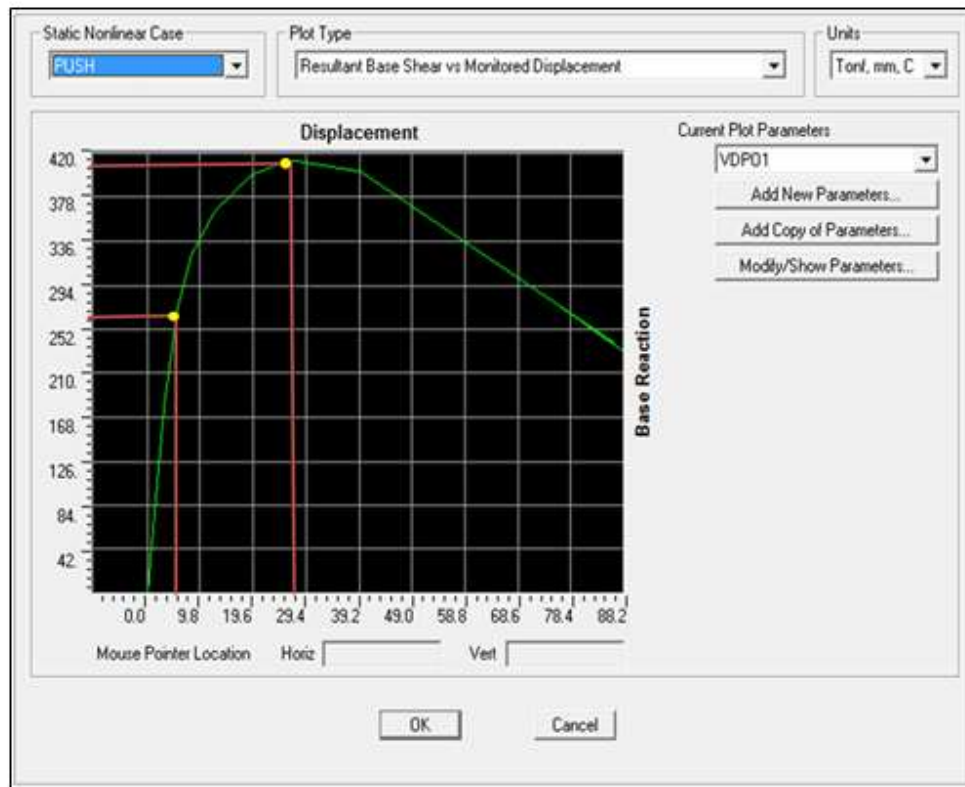 Static Nonlinear Case
Plot Type
Units
PUSH
Resultant Base Shear vs Monitored Displacement
Tonf, mm, C
Displacement
Current Plot Parameters
VDPO1
Add New Parameters...
Add Copy of Parameters...
Modify/Show Parameters...
420.
378.
336.
294.
252.
210.
168.
126.
84.
42.
Base Reaction
0.0 9.8 19.6 29.4 39.2 49.0 58.8 68.6 78.4 88.2
Mouse Pointer Location Horiz Vert
OK Cancel